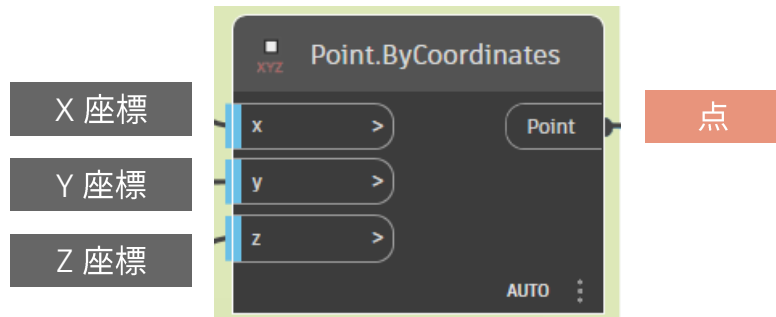 XYZ
Point.ByCoordinates
X 座標
x >
Point
点
Y 座標
y >
Z 座標
z >
AUTO